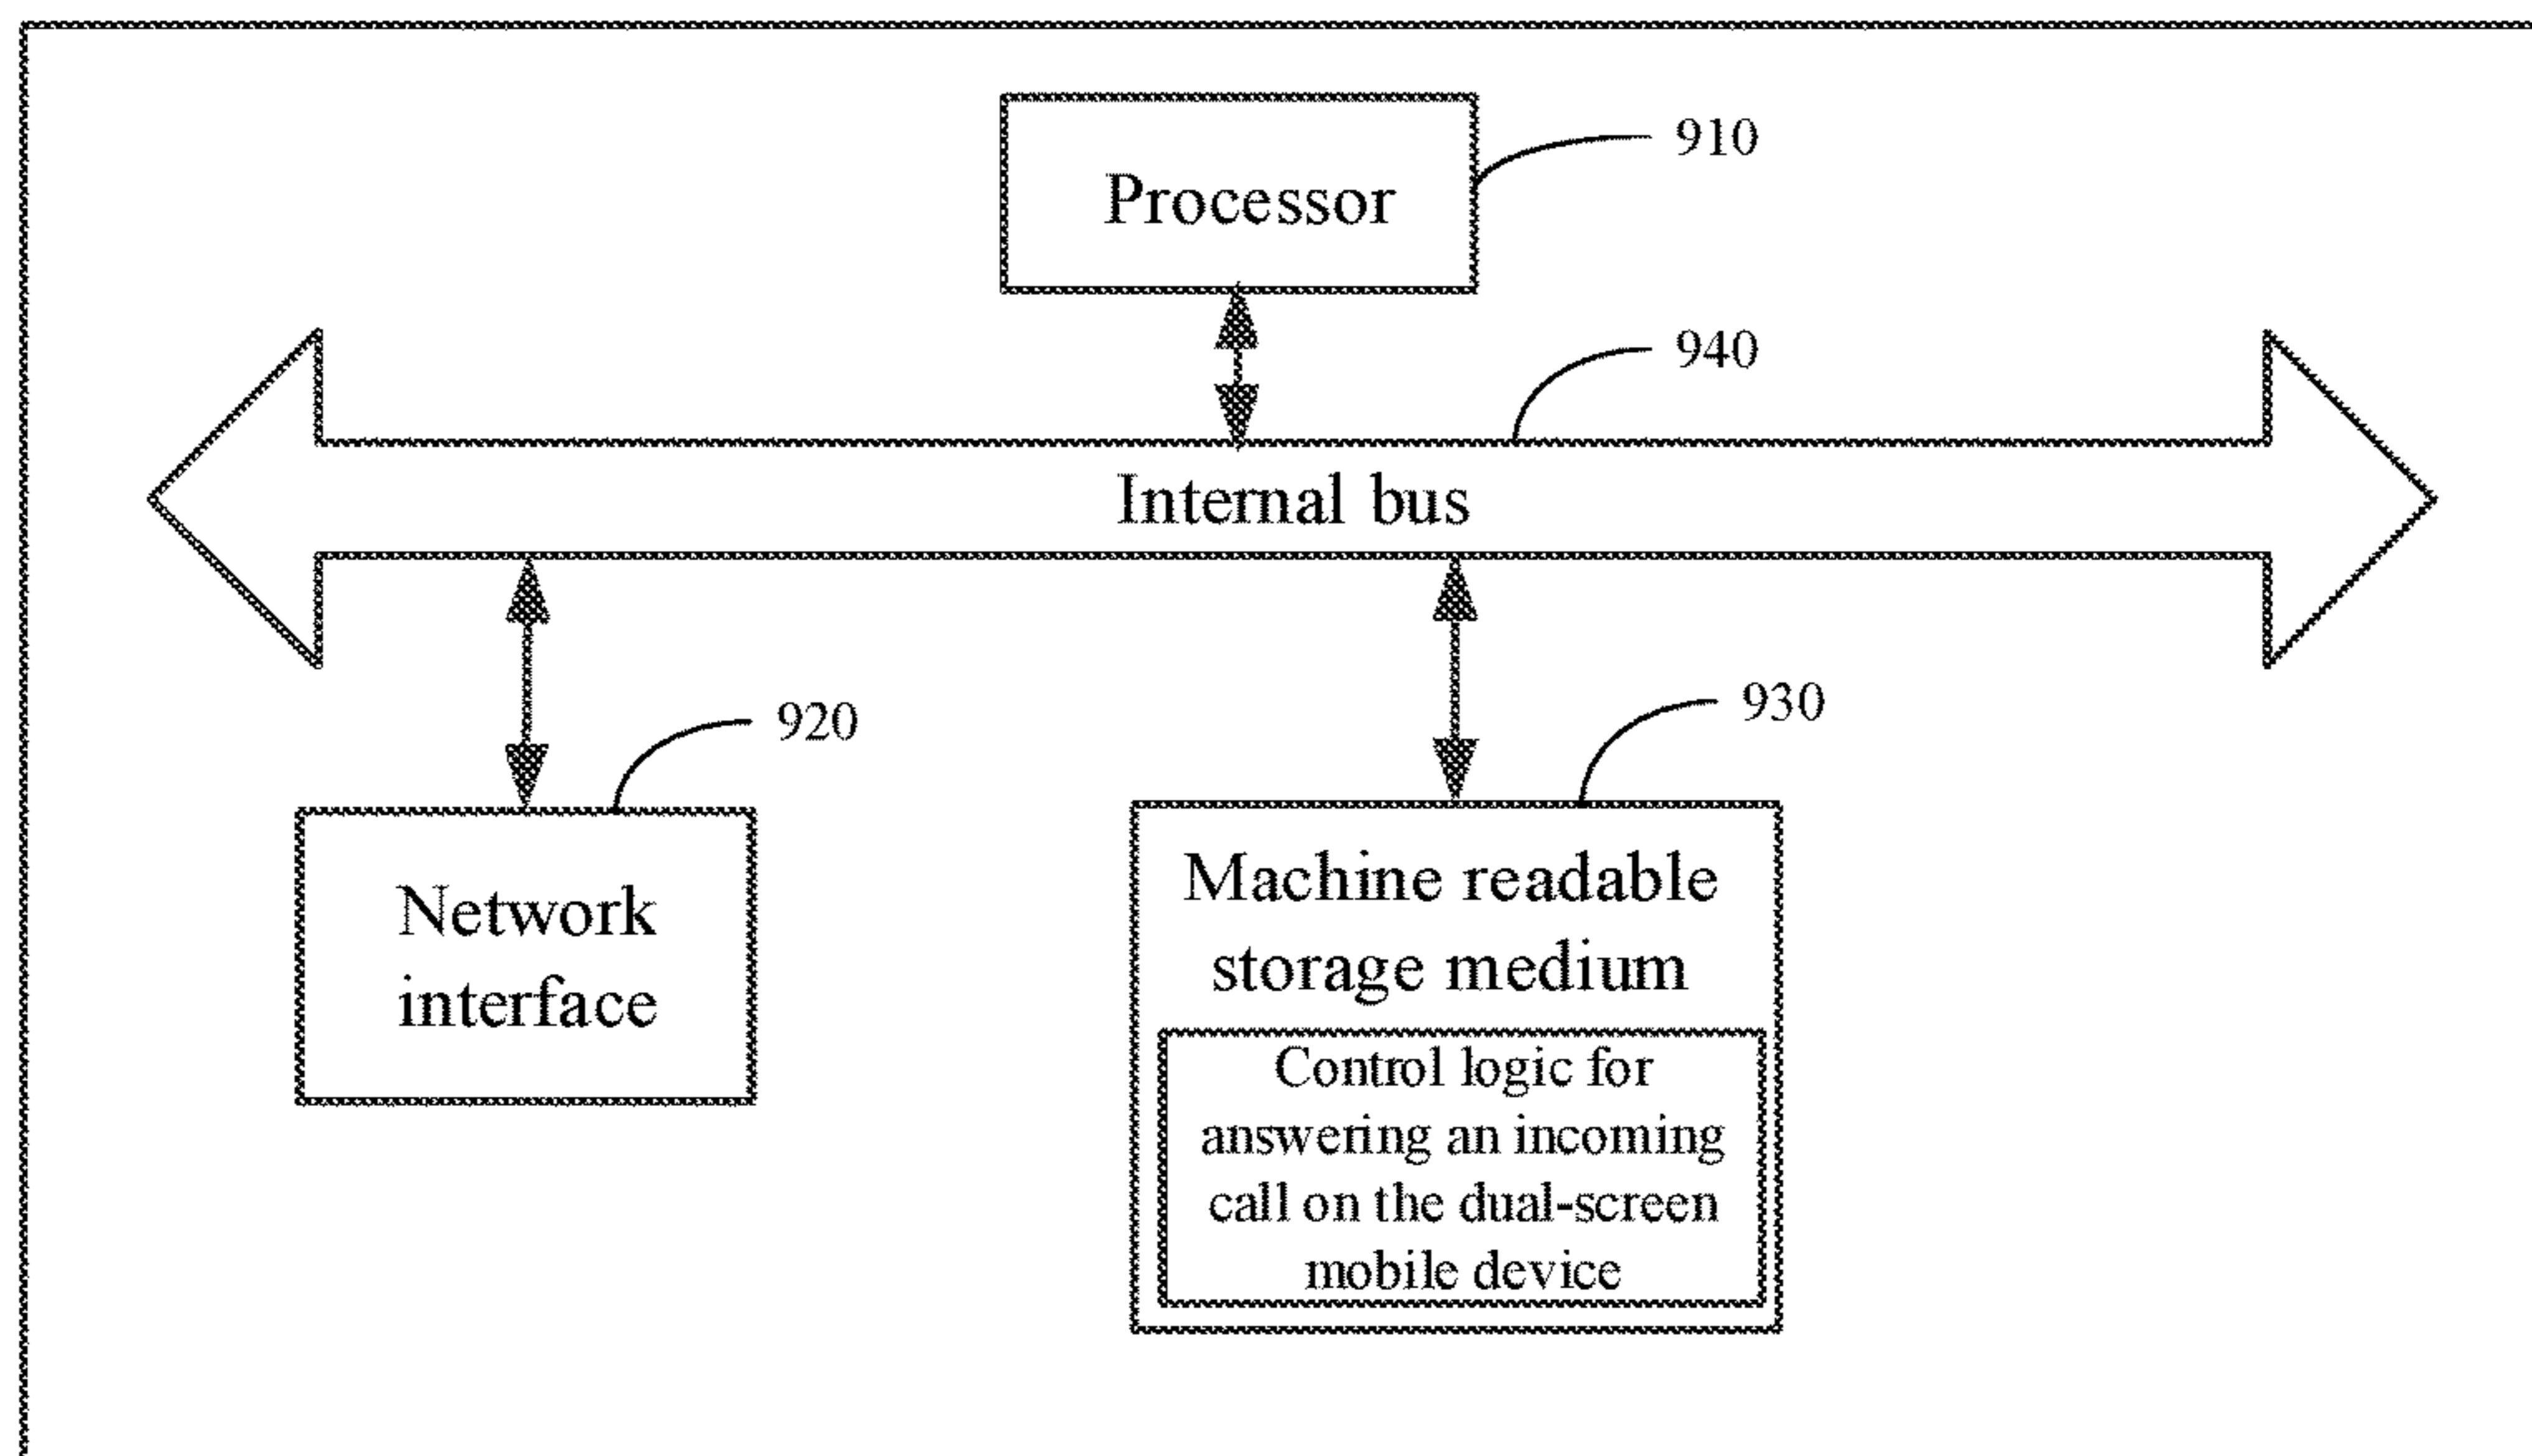 Processor
910
940
Internal bus
920
930
Network
interface
Machine readable
storage medium
Control logic for
answering an incoming
call on the dual-screen
mobile device